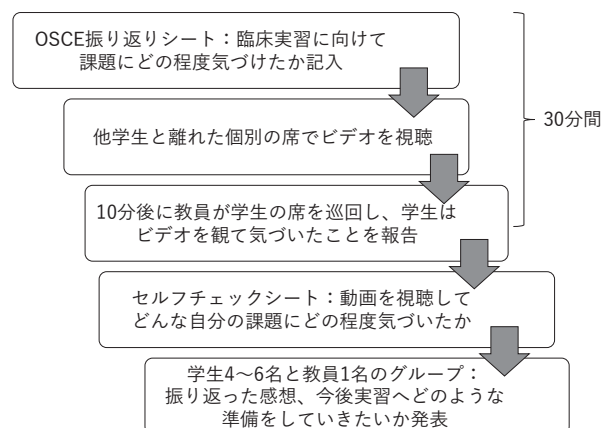 OSCE振り返りシート：臨床実習に向けて
課題にどの程度気づけたか記入
他学生と離れた個別の席でビデオを視聴
30分間
10分後に教員が学生の席を巡回し、学生は
ビデオを観て気づいたことを報告
セルフチェックシート：動画を視聴して
どんな自分の課題にどの程度気づいたか
学生4～6名と教員1名のグループ：
振り返った感想、今後実習へどのような
準備をしていきたいか発表